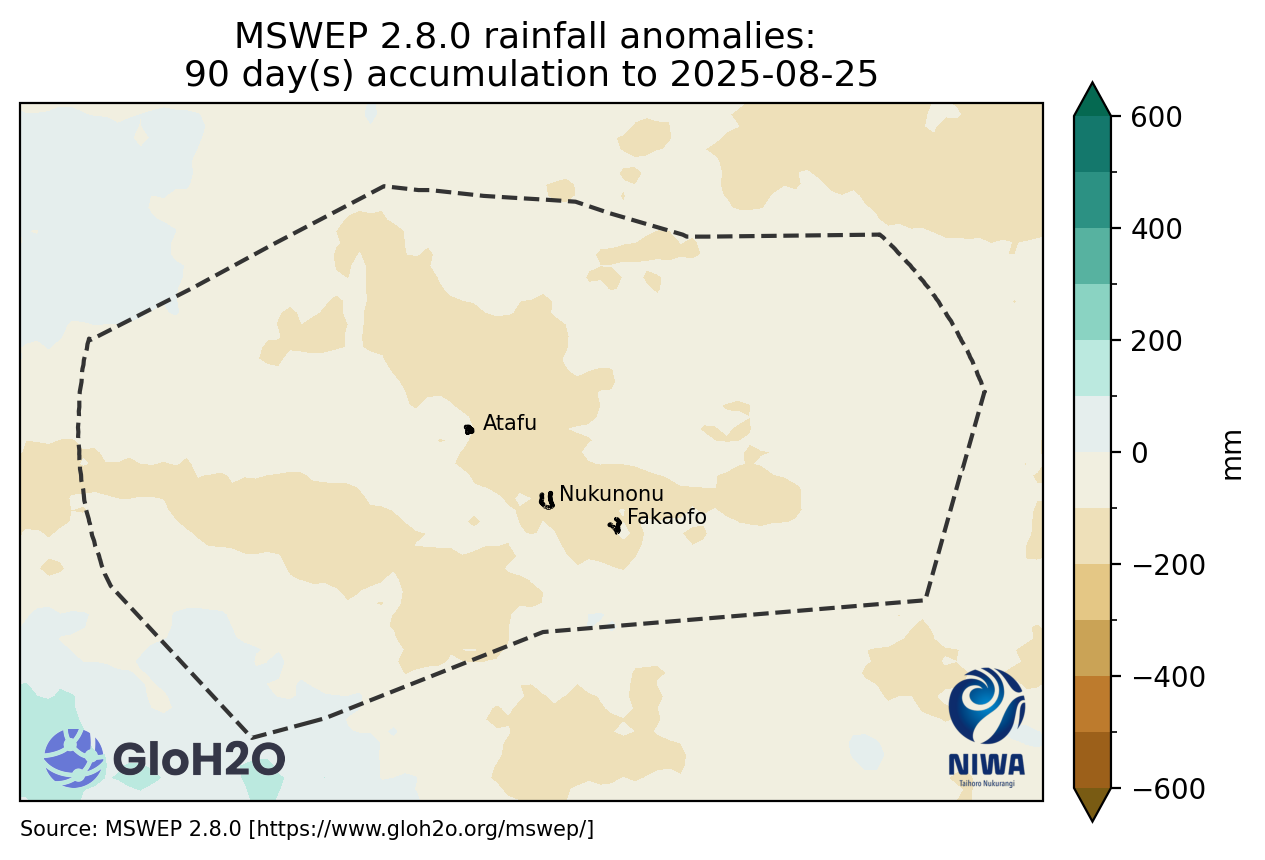 MSWEP 2.8.0 rainfall anomalies:
90 day(s) accumulation to 2025-08-25
600
400
200
0
−200
−400
−600
mm
Atafu
Nukunonu
Fakaofo
GloH2O
NIWA
Taihoro Nukurangi
Source: MSWEP 2.8.0 [https://www.gloh2o.org/mswep/]